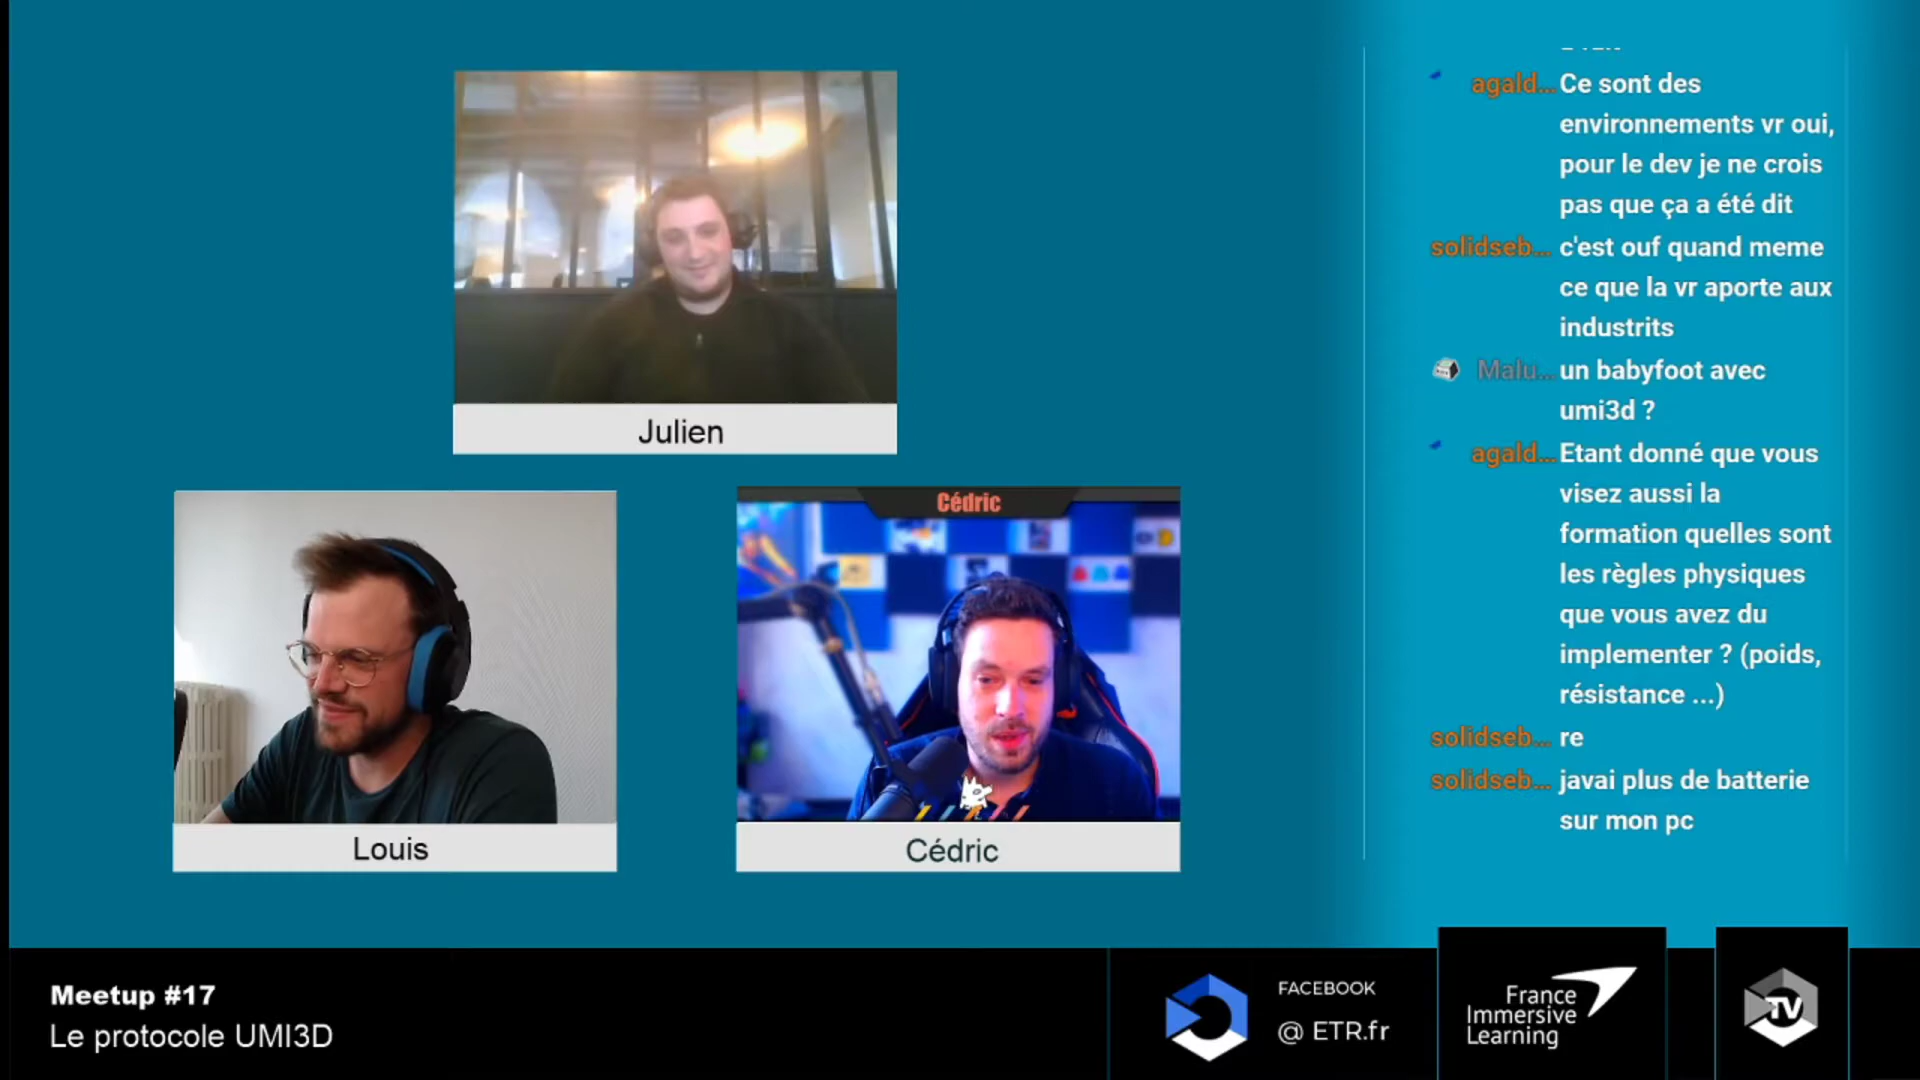 Julien
Louis
Cédric
Cédric
agald...Ce sont des
environnements vr oui,
pour le dev je ne crois
pas que ça a été dit
solidseb... c'est ouf quand meme
ce que la vr aporte aux
industrits
Malu... un babyfoot avec
umi3d ?
agald...Etant donné que vous
visez aussi la
formation quelles sont
les règles physiques
que vous avez du
implementer ? (poids,
résistance ...)
solidseb... re
solidseb... javai plus de batterie
sur mon pc
Meetup #17
Le protocole UMI3D
FACEBOOK
@ ETR.fr
France
Immersive
Learning
TV